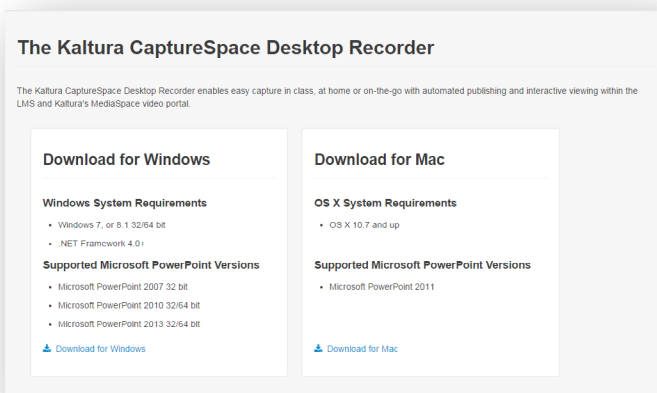 The Kaltura CaptureSpace Desktop Recorder
The Kaltura CaptureSpace Desktop Recorder enables easy capture in class, at home or on-the-go with automated publishing and interactive viewing within the
LMS and Kaltura's MediaSpace video portal.
Download for Windows
Windows System Requirements
Windows 7, or 8.1 32/64 bit
.NET Framework 4.0+
Supported Microsoft PowerPoint Versions
Microsoft PowerPoint 2007 32 bit
Microsoft PowerPoint 2010 32/64 bit
Microsoft PowerPoint 2013 32/64 bit
Download for Windows
Download for Mac
OS X System Requirements
OS X 10.7 and up
Supported Microsoft PowerPoint Versions
Microsoft PowerPoint 2011
Download for Mac